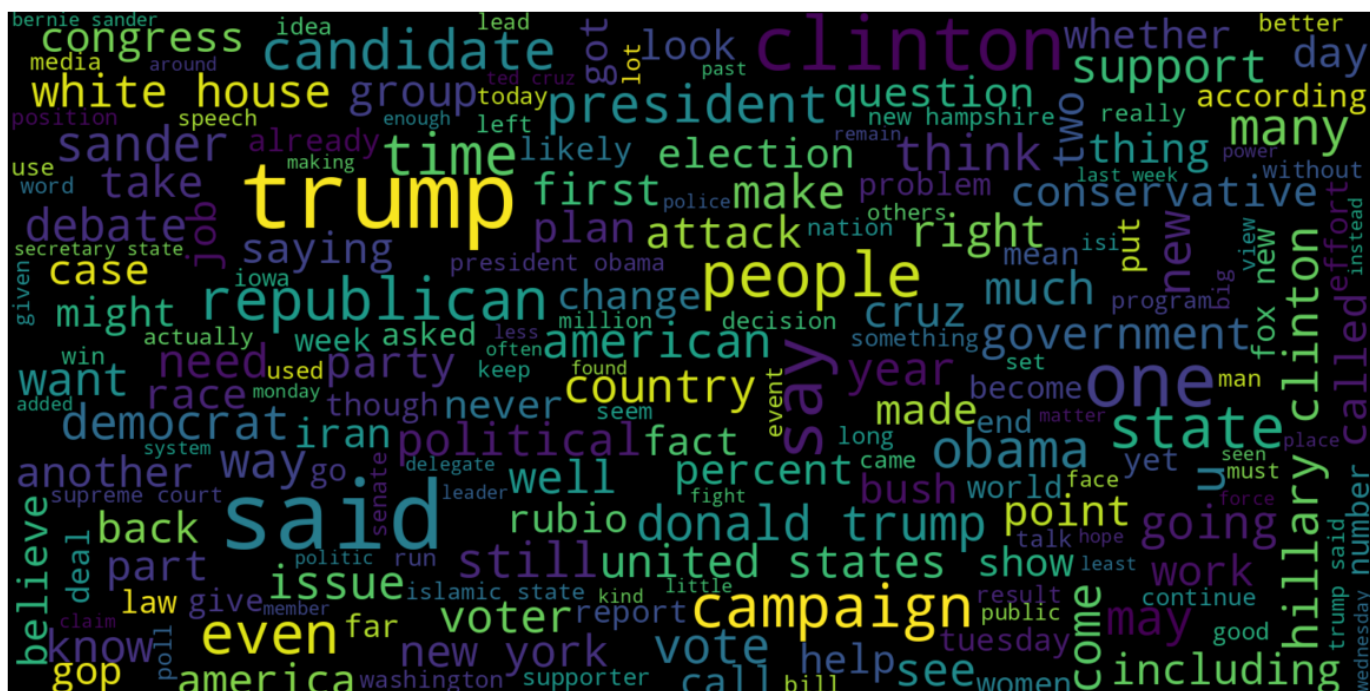 bernie sander
idea
lead
clinton
better
congress
candidate
got
look
whether
day
media
around
lot
past
support
white house
group
ted cruz
today
president
question
according
position
speech
enough
left
new hampshire
really
many
sander
already
time
likely
election
remain
think
two
thing
power
use
making
last week
without
word
take
trump
first
police
make
problem
conservative
called
effort
instead
debate
job
plan
attack
others
right
new
put
view
secretary state
saying
nation
mean
isi
fox new
given
case
iowa
president obama
people
much
program
big
hillary clinton
might
republican
change
cruz
actually
week
asked
less
million
decision
american
something
government
win
need
party
often
found
say
year
set
want
used
keep
country
event
become
one
man
added
race
monday
though
never
seem
made
end
matter
state
democrat
iran
political
fact
long
obama
place
system
another
way
go
delegate
well
percent
came
yet
u
seen
must
supreme court
said
senate
leader
fight
bush
world
face
believe
back
rubio
donald trump
point
going
force
number
deal
part
politic
run
still
united states
talk
hope
show
least
work
trump said
issue
islamic state
little
law
give
member
kind
campaign
result
continue
claim
even
far
voter
report
public
come
may
know
poll
new york
vote
help
tuesday
good
wednesday
gop
america
washington
supporter
call
bill
see
women
including